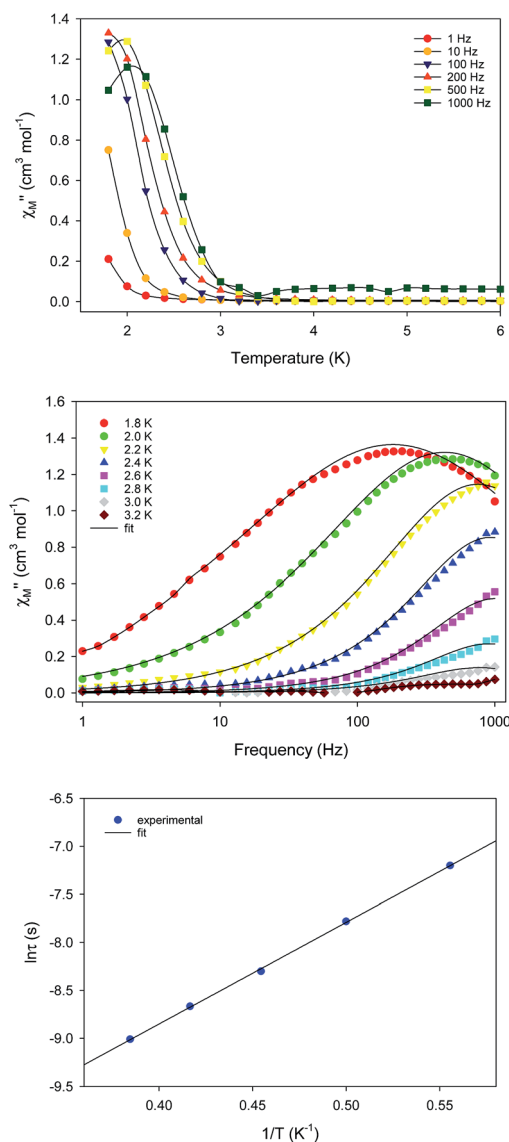 1.4
1.2
1.0
0.8
0.6
0.4
0.2
0.0
χM" (cm³ mol⁻¹)
1 Hz
10 Hz
100 Hz
200 Hz
500 Hz
1000 Hz
2 3 4 5 6
Temperature (K)
1.6
1.4
1.2
1.0
0.8
0.6
0.4
0.2
0.0
χM" (cm³ mol⁻¹)
1.8 K
2.0 K
2.2 K
2.4 K
2.6 K
2.8 K
3.0 K
3.2 K
fit
1 10 100 1000
Frequency (Hz)
-6.5
-7.0
-7.5
-8.0
-8.5
-9.0
-9.5
lnτ (s)
experimental
fit
0.40 0.45 0.50 0.55
1/T (K⁻¹)